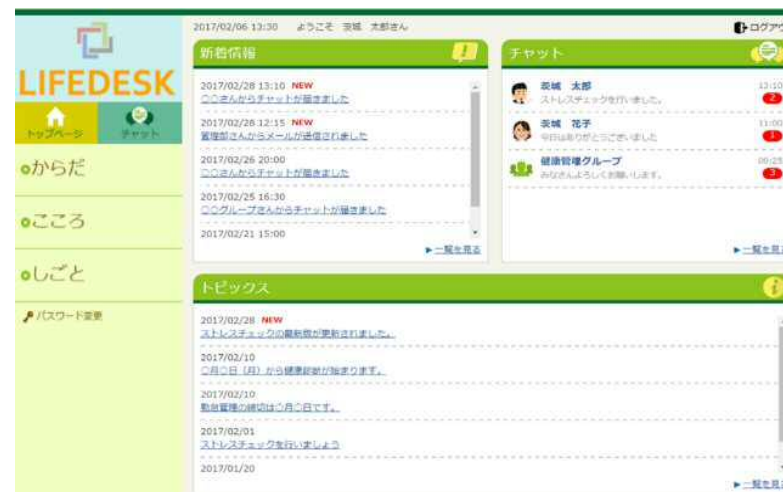 2017/02/06 13:30 ようこそ 茨城 太郎さん
ログアウ
LIFEDESK
トップページ
チャット
からだ
こころ
しごと
パスワード変更
新着情報
2017/02/28 13:10 NEW
○○さんからチャットが届きました
2017/02/28 12:15 NEW
管理部さんからメールが送信されました
2017/02/26 20:00
○○さんからチャットが届きました
2017/02/25 16:30
○○グループさんからチャットが届きました
2017/02/21 15:00
一覧を見る
チャット
茨城 太郎 13:10
ストレスチェックを行いました。 2
茨城 花子 11:00
今日はありがとうございました 1
健康管理グループ 09:25
みなさんよろしくお願いします。 3
一覧を見
トピックス
2017/02/28 NEW
ストレスチェックの最新版が更新されました。
2017/02/10
○月○日（月）から健康診断が始まります。
2017/02/10
勤怠管理の締切は○月○日です。
2017/02/01
ストレスチェックを行いましょう
2017/01/20
一覧を見